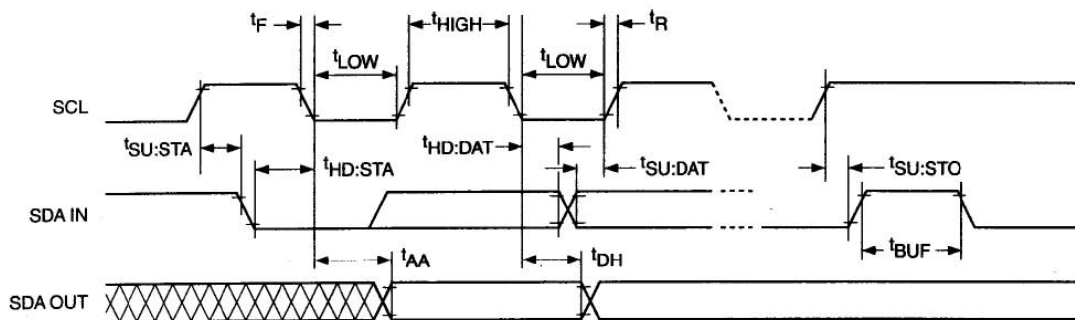 tF tHIGH tR
tLOW tLOW
SCL
tSU:STA tHD:STA tHD:DAT tSU:DAT tSU:STO
SDA IN
tBUF
tAA tDH
SDA OUT